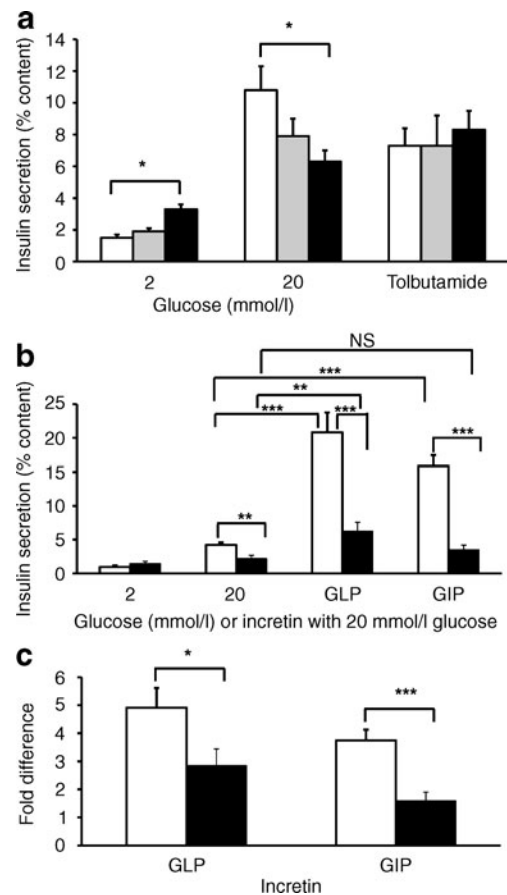 a
Insulin secretion (% content)
14
12
10
8
6
4
2
0
*
*
2
20
Tolbutamide
Glucose (mmol/l)
b
Insulin secretion (% content)
25
20
15
10
5
0
NS
***
**
***
***
***
**
2
20
GLP
GIP
Glucose (mmol/l) or incretin with 20 mmol/l glucose
c
Fold difference
6
5
4
3
2
1
0
*
***
GLP
GIP
Incretin